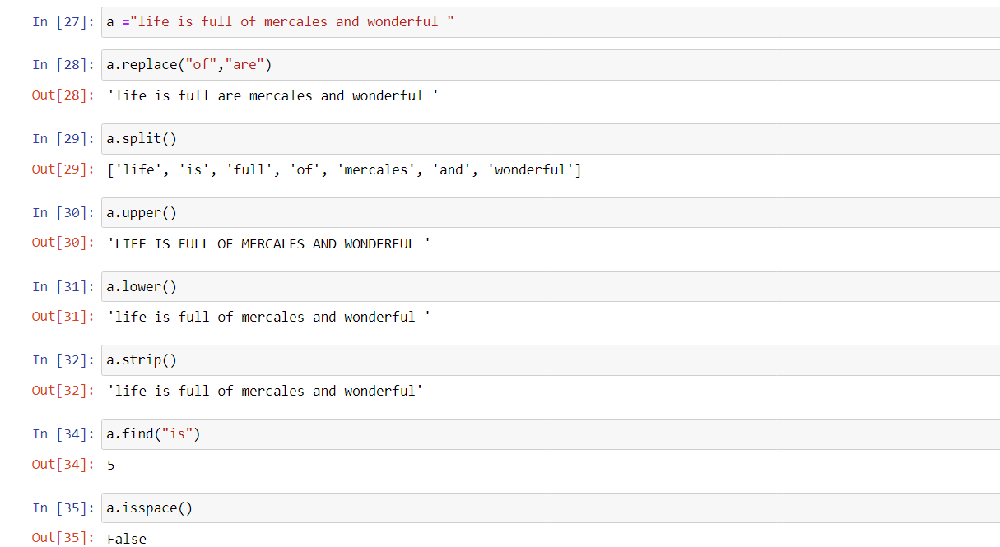 In [27]: a ="life is full of mercales and wonderful "
In [28]: a.replace("of","are")
Out[28]: 'life is full are mercales and wonderful '
In [29]: a.split()
Out[29]: ['life', 'is', 'full', 'of', 'mercales', 'and', 'wonderful']
In [30]: a.upper()
Out[30]: 'LIFE IS FULL OF MERCALES AND WONDERFUL '
In [31]: a.lower()
Out[31]: 'life is full of mercales and wonderful '
In [32]: a.strip()
Out[32]: 'life is full of mercales and wonderful'
In [34]: a.find("is")
Out[34]: 5
In [35]: a.isspace()
Out[35]: False